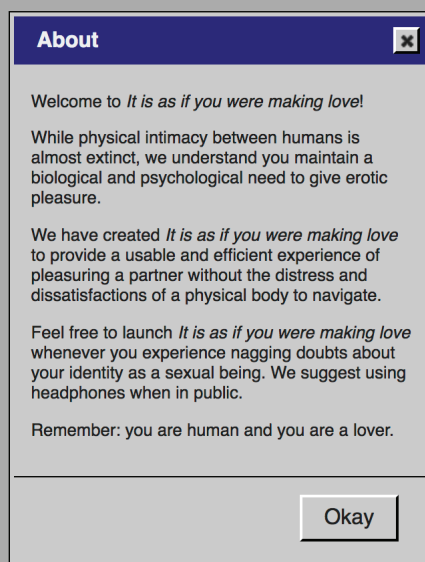 About
Welcome to It is as if you were making love!
While physical intimacy between humans is
almost extinct, we understand you maintain a
biological and psychological need to give erotic
pleasure.
We have created It is as if you were making love
to provide a usable and efficient experience of
pleasuring a partner without the distress and
dissatisfactions of a physical body to navigate.
Feel free to launch It is as if you were making love
whenever you experience nagging doubts about
your identity as a sexual being. We suggest using
headphones when in public.
Remember: you are human and you are a lover.
Okay